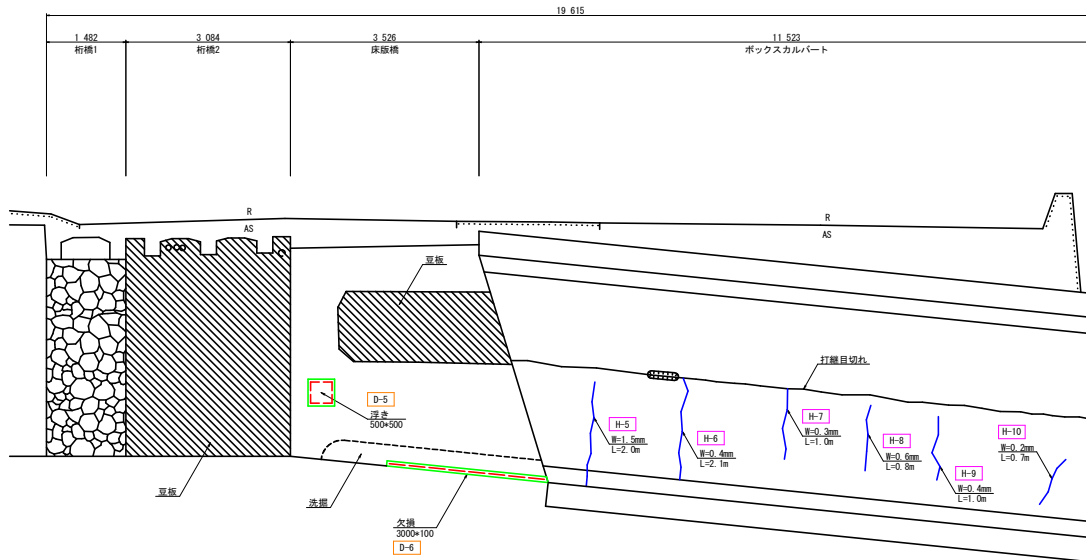 19 615
1 482
3 084
3 526
11 523
桁橋1
桁橋2
床版橋
ボックスカルバート
R
AS
R
AS
豆板
打継目切れ
D-5
浮き
500*500
H-5
W=1.5mm
L=2.0m
H-6
W=0.4mm
L=2.1m
H-7
W=0.3mm
L=1.0m
H-8
W=0.6mm
L=0.8m
H-9
W=0.4mm
L=1.0m
H-10
W=0.2mm
L=0.7m
豆板
洗掘
欠損
3000*100
D-6